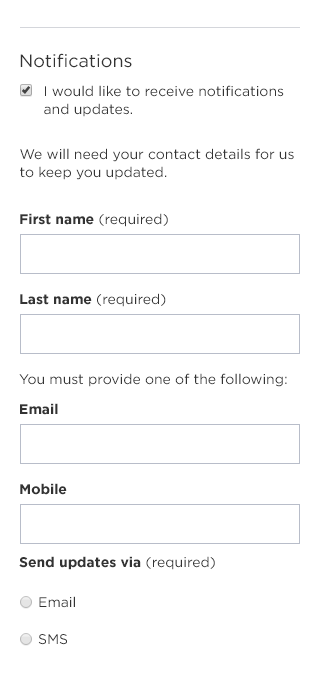 Notifications
I would like to receive notifications
and updates.
We will need your contact details for us
to keep you updated.
First name (required)
Last name (required)
You must provide one of the following:
Email
Mobile
Send updates via (required)
Email
SMS